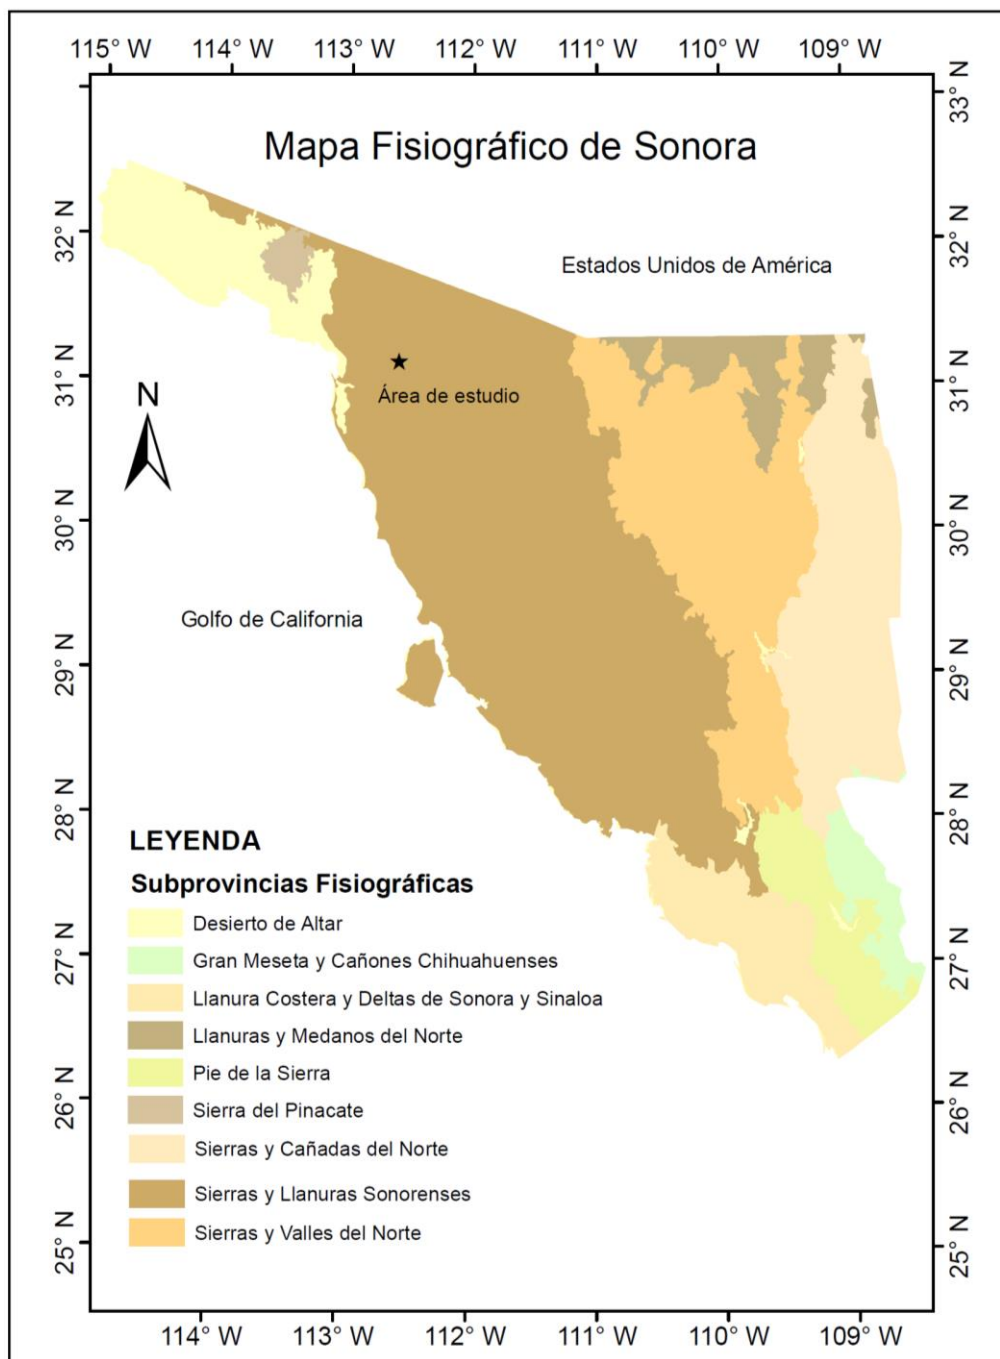 115° W 114° W 113° W 112° W 111° W 110° W 109° W
33° N
Mapa Fisiográfico de Sonora
32° N
32° N
Estados Unidos de América
31° N
31° N
Área de estudio
N
30° N
30° N
Golfo de California
29° N
29° N
28° N
28° N
LEYENDA
Subprovincias Fisiográficas
Desierto de Altar
Gran Meseta y Cañones Chihuahuenses
27° N
27° N
Llanura Costera y Deltas de Sonora y Sinaloa
Llanuras y Medanos del Norte
Pie de la Sierra
26° N
26° N
Sierra del Pinacate
Sierras y Cañadas del Norte
Sierras y Llanuras Sonorenses
Sierras y Valles del Norte
25° N
25° N
114° W 113° W 112° W 111° W 110° W 109° W